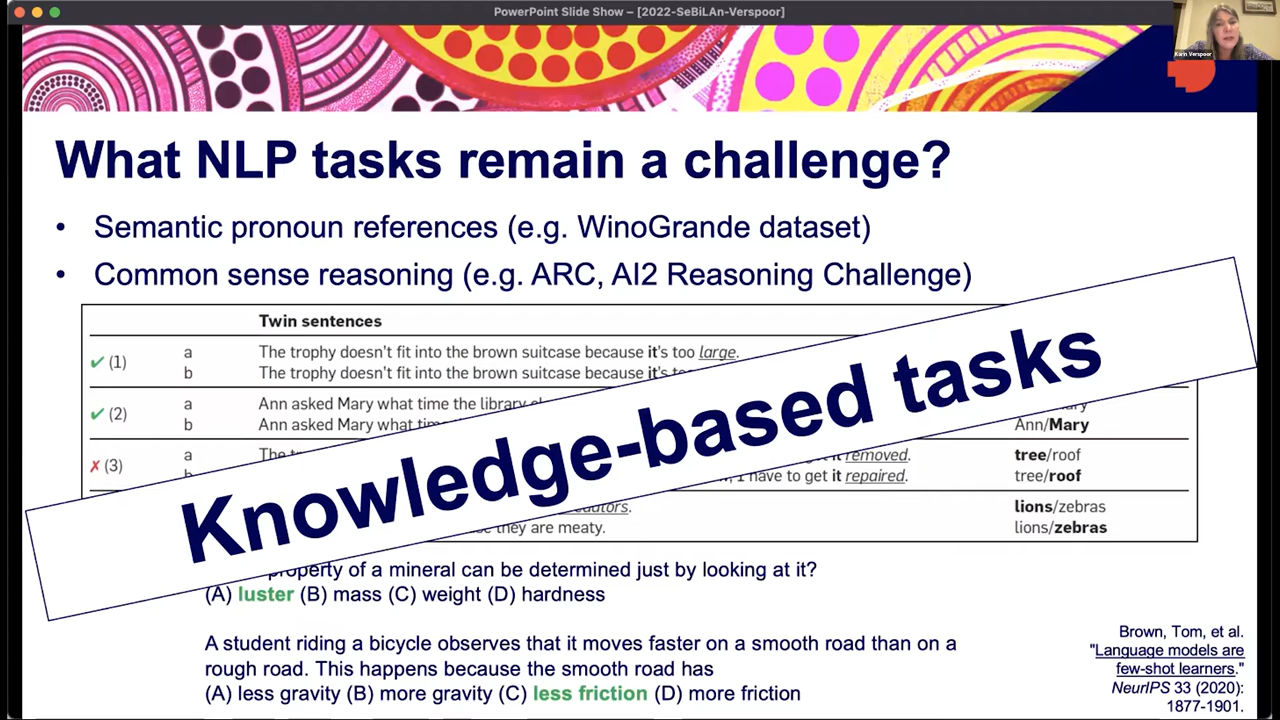 PowerPoint Slide Show – [2022-SeBiLAn-Verspoor]
Karin Verspoor
What NLP tasks remain a challenge?
• Semantic pronoun references (e.g. WinoGrande dataset)
• Common sense reasoning (e.g. ARC, AI2 Reasoning Challenge)
Twin sentences
✓ (1) a The trophy doesn't fit into the brown suitcase because it's too large.
b The trophy doesn't fit into the brown suitcase because it's
✓ (2) a Ann asked Mary what time the library
b Ann asked Mary what Ann/Mary
✗ (3) a The removed. tree/roof
I have to get it repaired. tree/roof
lions/zebras
they are meaty. lions/zebras
Knowledge-based tasks
property of a mineral can be determined just by looking at it?
(A) luster (B) mass (C) weight (D) hardness
A student riding a bicycle observes that it moves faster on a smooth road than on a
rough road. This happens because the smooth road has
(A) less gravity (B) more gravity (C) less friction (D) more friction
Brown, Tom, et al.
"Language models are
few-shot learners."
NeurIPS 33 (2020):
1877-1901.